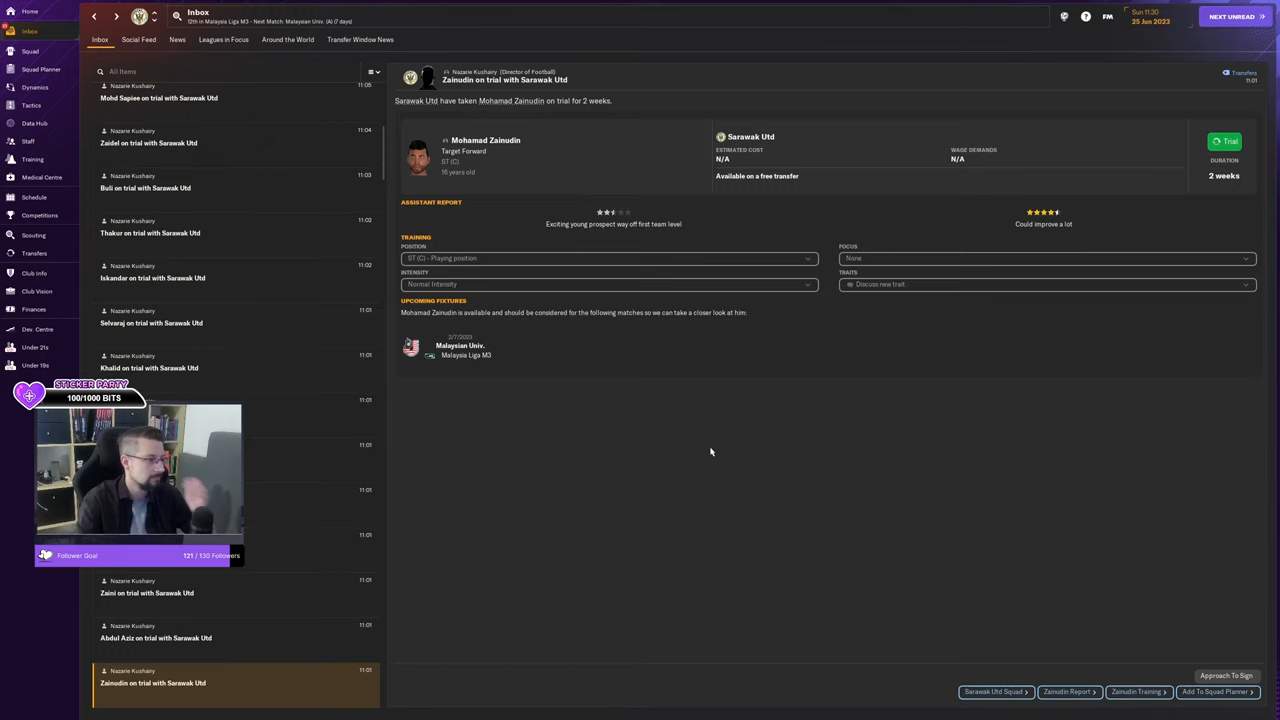 Home
Inbox
12th in Malaysia Liga M3 - Next Match: Malaysian Univ. (A) (7 days)
FM
Sun 11:30
25 Jun 2023
NEXT UNREAD
Inbox
Inbox
Social Feed
News
Leagues in Focus
Around the World
Transfer Window News
Squad
Squad Planner
Dynamics
Tactics
Data Hub
Staff
Training
Medical Centre
Schedule
Competitions
Scouting
Transfers
Club Info
Club Vision
Finances
Dev. Centre
Under 21s
Under 19s
All Items
11:05
Mohd Sapiee on trial with Sarawak Utd
Nazarie Kushairy
11:04
Zaidel on trial with Sarawak Utd
Nazarie Kushairy
11:03
Buli on trial with Sarawak Utd
Nazarie Kushairy
11:02
Thakur on trial with Sarawak Utd
Nazarie Kushairy
11:02
Iskandar on trial with Sarawak Utd
Nazarie Kushairy
11:01
Selvaraj on trial with Sarawak Utd
Nazarie Kushairy
11:01
Khalid on trial with Sarawak Utd
11:01
11:01
11:01
11:01
Nazarie Kushairy
11:01
Zaini on trial with Sarawak Utd
Nazarie Kushairy
11:01
Abdul Aziz on trial with Sarawak Utd
Nazarie Kushairy
11:01
Zainudin on trial with Sarawak Utd
STICKER PARTY
100/1000 BITS
Follower Goal
121 / 130 Followers
Nazarie Kushairy (Director of Football)
Zainudin on trial with Sarawak Utd
Transfers
11:01
Sarawak Utd have taken Mohamad Zainudin on trial for 2 weeks.
Mohamad Zainudin
Target Forward
ST (C)
16 years old
Sarawak Utd
ESTIMATED COST
N/A
WAGE DEMANDS
N/A
Available on a free transfer
Trial
DURATION
2 weeks
ASSISTANT REPORT
Exciting young prospect way off first team level
Could improve a lot
TRAINING
POSITION
ST (C) - Playing position
FOCUS
None
INTENSITY
Normal Intensity
TRAITS
Discuss new trait
UPCOMING FIXTURES
Mohamad Zainudin is available and should be considered for the following matches so we can take a closer look at him:
2/7/2023
Malaysian Univ.
Malaysia Liga M3
Approach To Sign
Sarawak Utd Squad
Zainudin Report
Zainudin Training
Add To Squad Planner